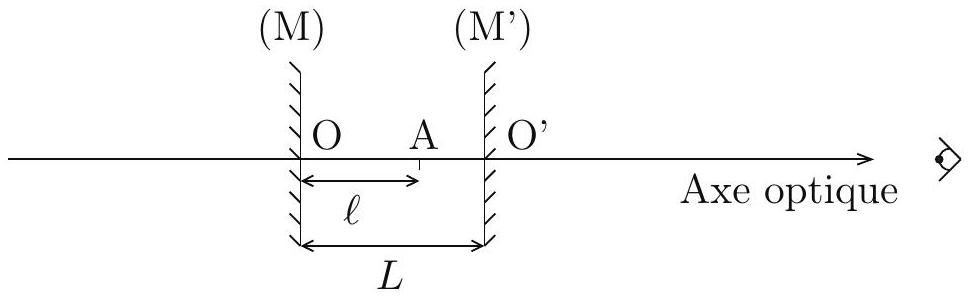 (M) (M')
O A O'
Axe optique
ℓ
L